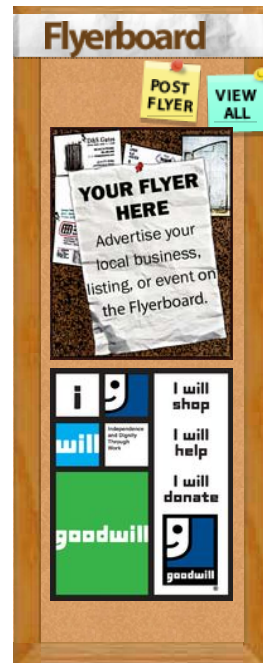 Flyerboard
POST
FLYER
VIEW
ALL
YOUR FLYER
HERE
Advertise your
local business,
listing, or event on
the Flyerboard.
i
will
Independence
and Dignity
Through
Work
goodwill
I will
shop
I will
help
I will
donate
goodwill
®